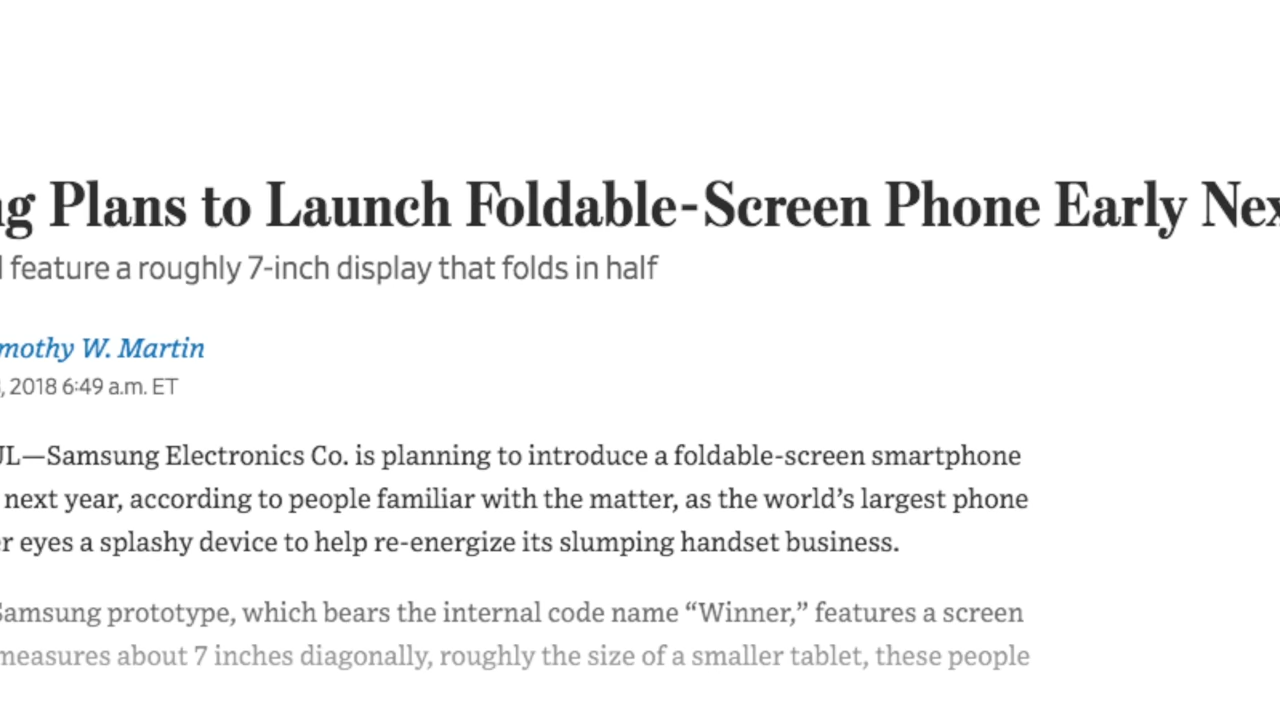 ng Plans to Launch Foldable-Screen Phone Early Nex
l feature a roughly 7-inch display that folds in half
mothy W. Martin
, 2018 6:49 a.m. ET
UL—Samsung Electronics Co. is planning to introduce a foldable-screen smartphone
next year, according to people familiar with the matter, as the world’s largest phone
er eyes a splashy device to help re-energize its slumping handset business.
Samsung prototype, which bears the internal code name “Winner,” features a screen
measures about 7 inches diagonally, roughly the size of a smaller tablet, these people